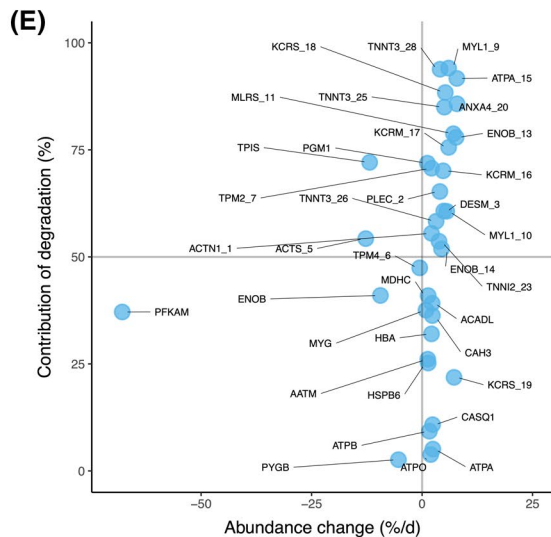 (E)
100
KCRS_18
TNNT3_28
MYL1_9
ATPA_15
MLRS_11
TNNT3_25
ANXA4_20
KCRM_17
ENOB_13
TPIS
PGM1
75
KCRM_16
TPM2_7
TNNT3_26
PLEC_2
DESM_3
MYL1_10
ACTN1_1
ACTS_5
TPM4_6
50
ENOB_14
TNNI2_23
MDHC
ENOB
PFKAM
ACADL
MYG
HBA
CAH3
25
AATM
HSPB6
KCRS_19
CASQ1
ATPB
PYGB
ATPO
ATPA
0
Contribution of degradation (%)
−50
−25
0
25
Abundance change (%/d)